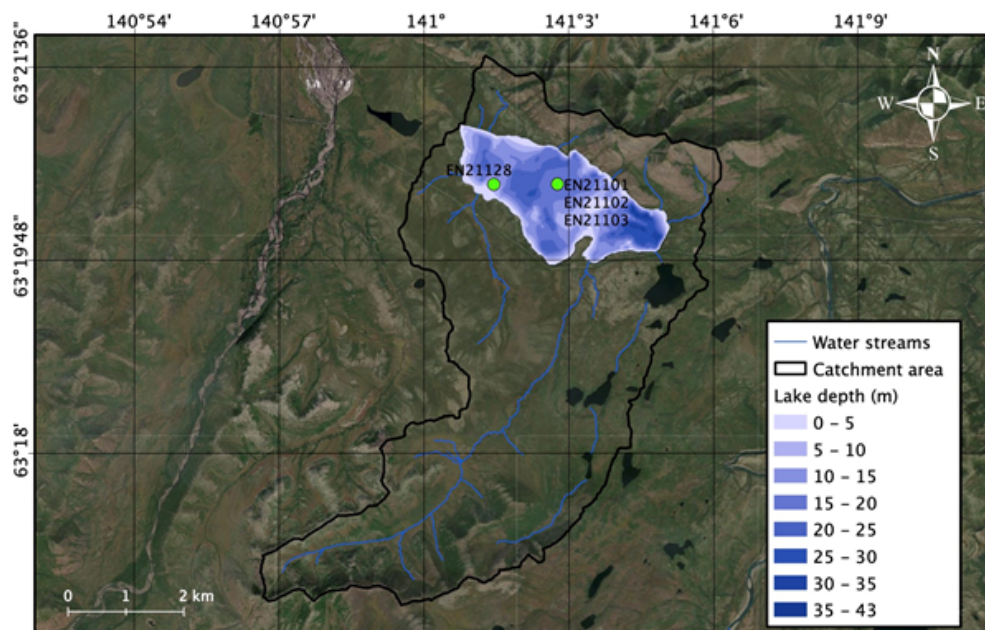 140°54' 140°57' 141° 141°3' 141°6' 141°9'
63°21'36"
63°19'48"
63°18'
N
W E
S
EN21128
EN21101
EN21102
EN21103
Water streams
Catchment area
Lake depth (m)
0 – 5
5 – 10
10 – 15
15 – 20
20 – 25
25 – 30
30 – 35
35 – 43
0 1 2 km